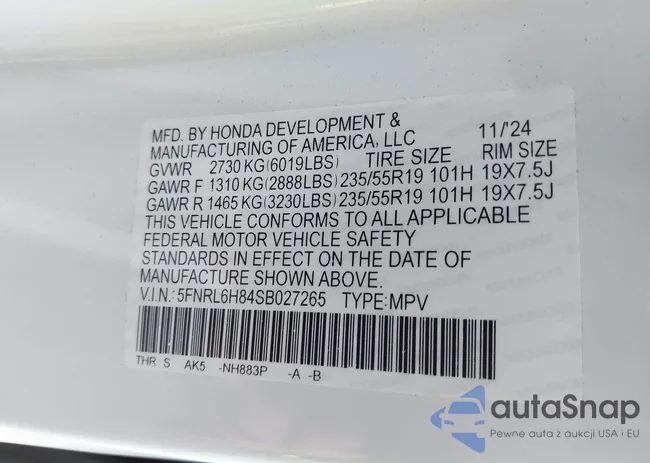 MFD. BY HONDA DEVELOPMENT & 11/'24
MANUFACTURING OF AMERICA, LLC
GVWR 2730 KG(6019LBS) TIRE SIZE RIM SIZE
GAWR F 1310 KG(2888LBS) 235/55R19 101H 19X7.5J
GAWR R 1465 KG(3230LBS) 235/55R19 101H 19X7.5J
THIS VEHICLE CONFORMS TO ALL APPLICABLE
FEDERAL MOTOR VEHICLE SAFETY
STANDARDS IN EFFECT ON THE DATE OF
MANUFACTURE SHOWN ABOVE.
V.I.N.: 5FNRL6H84SB027265 TYPE:MPV
THR S AK5 -NH883P -A -B
autaSnap
Pewne auta z aukcji USA i EU